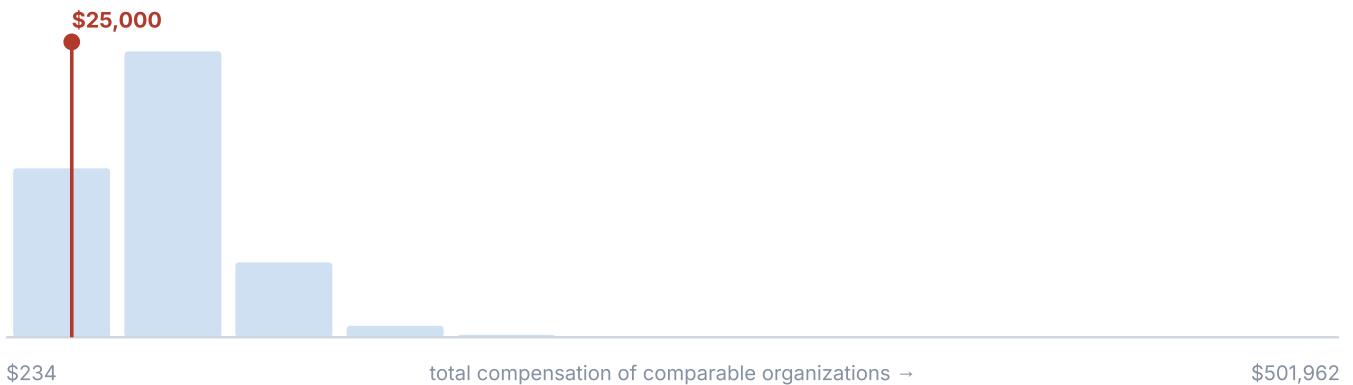 $25,000
$234
total compensation of comparable organizations →
$501,962